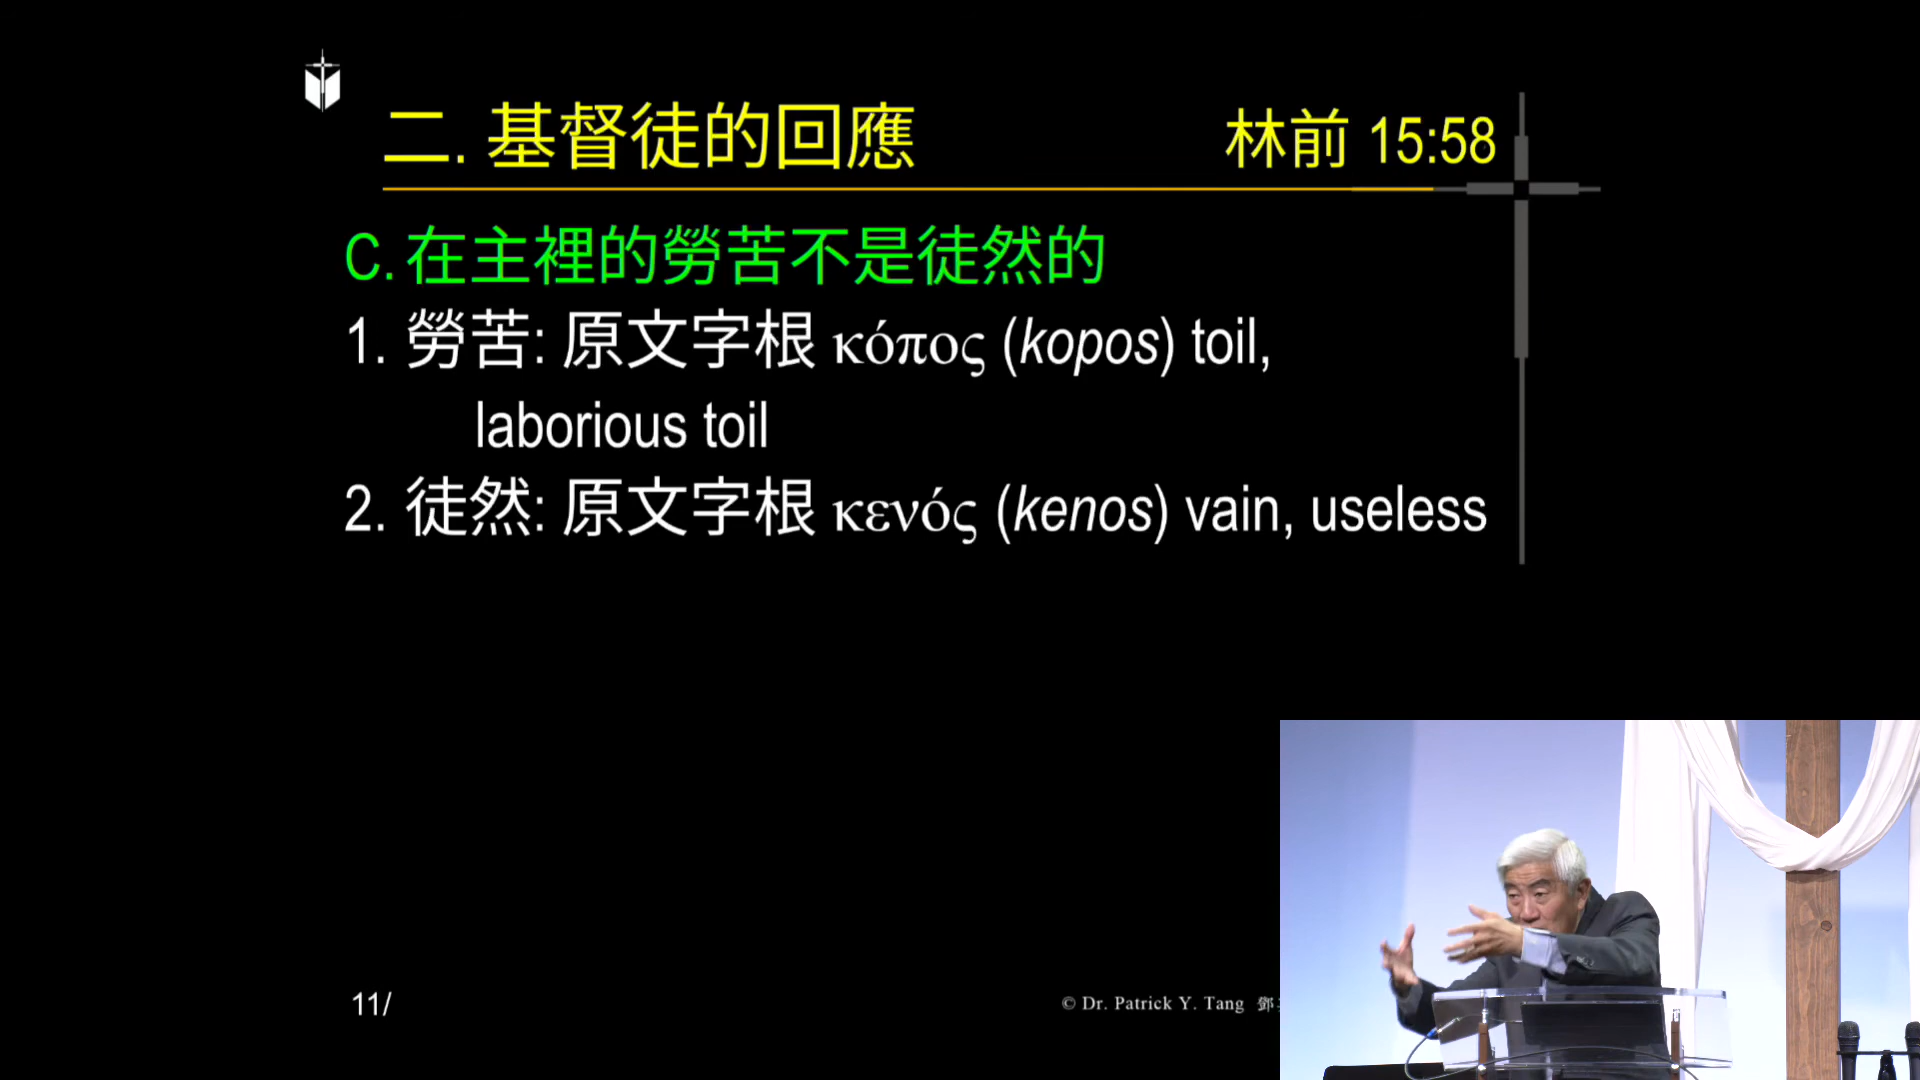 二. 基督徒的回應 林前 15:58
C. 在主裡的勞苦不是徒然的
1. 勞苦: 原文字根 κόπος (kopos) toil,
laborious toil
2. 徒然: 原文字根 κενός (kenos) vain, useless
11/
© Dr. Patrick Y. Tang 鄧